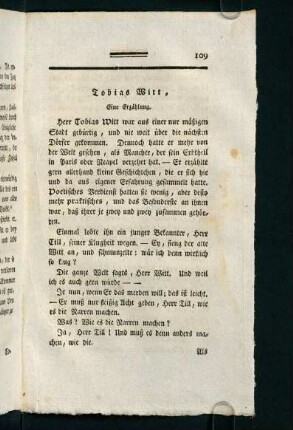 109
Tobias Witt,
Eine Erzählung.
Herr Tobias Witt war aus einer nur mäßigen
Stadt gebürtig, und nie weit über die nächsten
Dörfer gekommen. Dennoch hatte er mehr von
der Welt gesehen, als Mancher, der sein Erbtheil
in Paris oder Neapel verzehrt hat. — Er erzählte
gern allerhand kleine Geschichtchen, die er sich hie
und da aus eigener Erfahrung gesammelt hatte.
Poetisches Verdienst hatten sie wenig, aber desto
mehr praktisches, und das Besonderste an ihnen
war, daß ihrer je zwey und zwey zusammen gehö-
ren.
Einmal lobte ihn ein junger Bekannter, Herr
Till, seiner Klugheit wegen. — Ey, fieng der alte
Witt an, und schmunzelte: wär ich denn wirklich
so klug?
Die ganze Welt sagts, Herr Witt. Und weil
ich es auch gern würde — —
Je nun, wenn Er das werden will; das ist leicht.
— Er muß nur fleißig Acht geben, Herr Till, wie
es die Narren machen.
Was? Wie es die Narren machen?
Ja, Herr Till! Und muß es denn anders ma-
chen, wie die.
Als